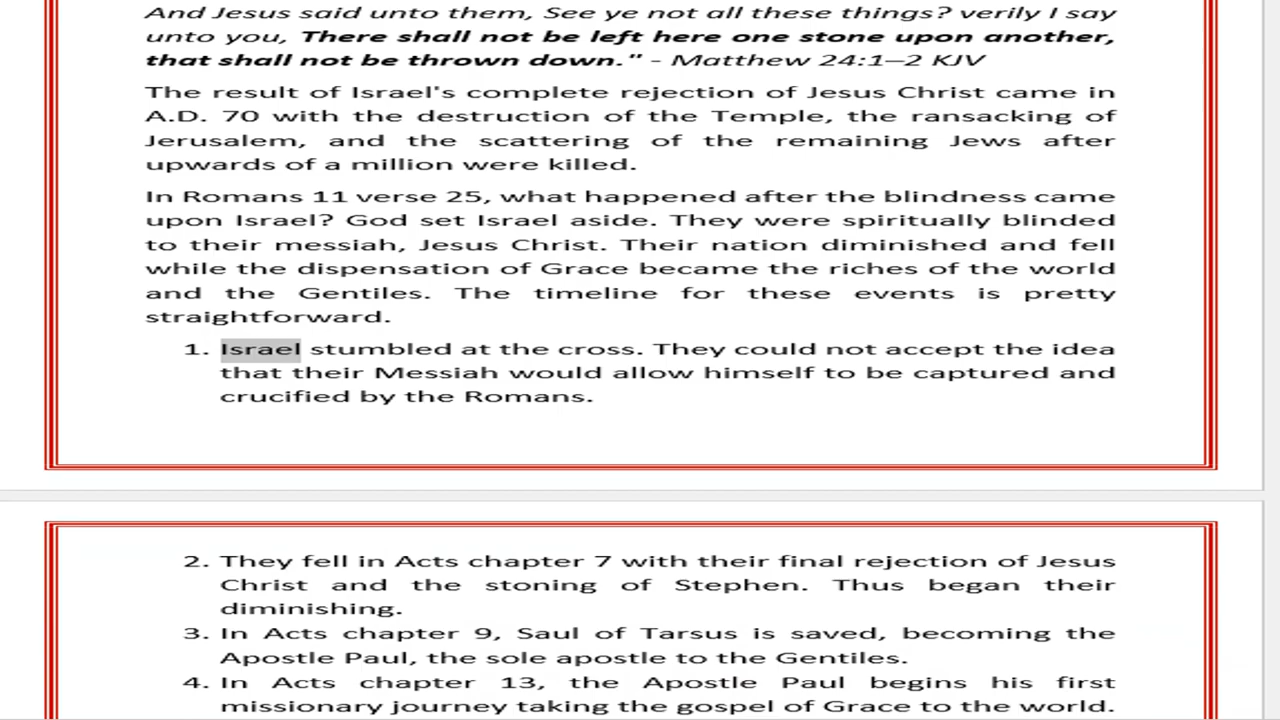 And Jesus said unto them, See ye not all these things? verily I say
unto you, There shall not be left here one stone upon another,
that shall not be thrown down." - Matthew 24:1–2 KJV
The result of Israel's complete rejection of Jesus Christ came in
A.D. 70 with the destruction of the Temple, the ransacking of
Jerusalem, and the scattering of the remaining Jews after
upwards of a million were killed.
In Romans 11 verse 25, what happened after the blindness came
upon Israel? God set Israel aside. They were spiritually blinded
to their messiah, Jesus Christ. Their nation diminished and fell
while the dispensation of Grace became the riches of the world
and the Gentiles. The timeline for these events is pretty
straightforward.
1. Israel stumbled at the cross. They could not accept the idea
that their Messiah would allow himself to be captured and
crucified by the Romans.
2. They fell in Acts chapter 7 with their final rejection of Jesus
Christ and the stoning of Stephen. Thus began their
diminishing.
3. In Acts chapter 9, Saul of Tarsus is saved, becoming the
Apostle Paul, the sole apostle to the Gentiles.
4. In Acts chapter 13, the Apostle Paul begins his first
missionary journey taking the gospel of Grace to the world.